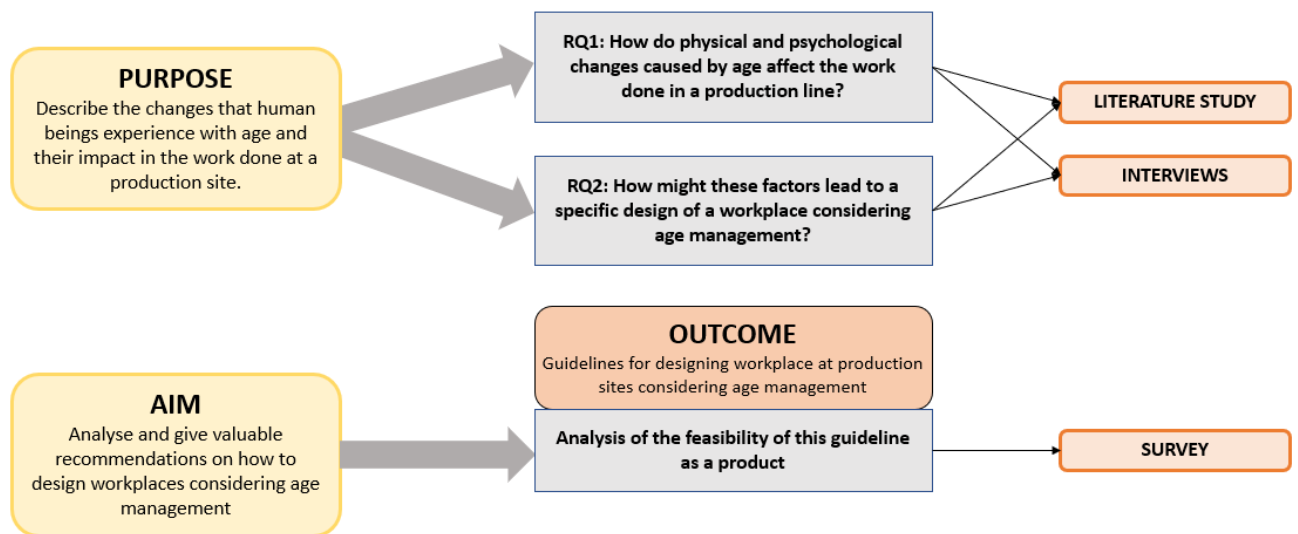 PURPOSE
Describe the changes that human
beings experience with age and
their impact in the work done at a
production site.
RQ1: How do physical and psychological
changes caused by age affect the work
done in a production line?
RQ2: How might these factors lead to a
specific design of a workplace considering
age management?
LITERATURE STUDY
INTERVIEWS
AIM
Analyse and give valuable
recommendations on how to
design workplaces considering age
management
OUTCOME
Guidelines for designing workplace at production
sites considering age management
Analysis of the feasibility of this guideline
as a product
SURVEY